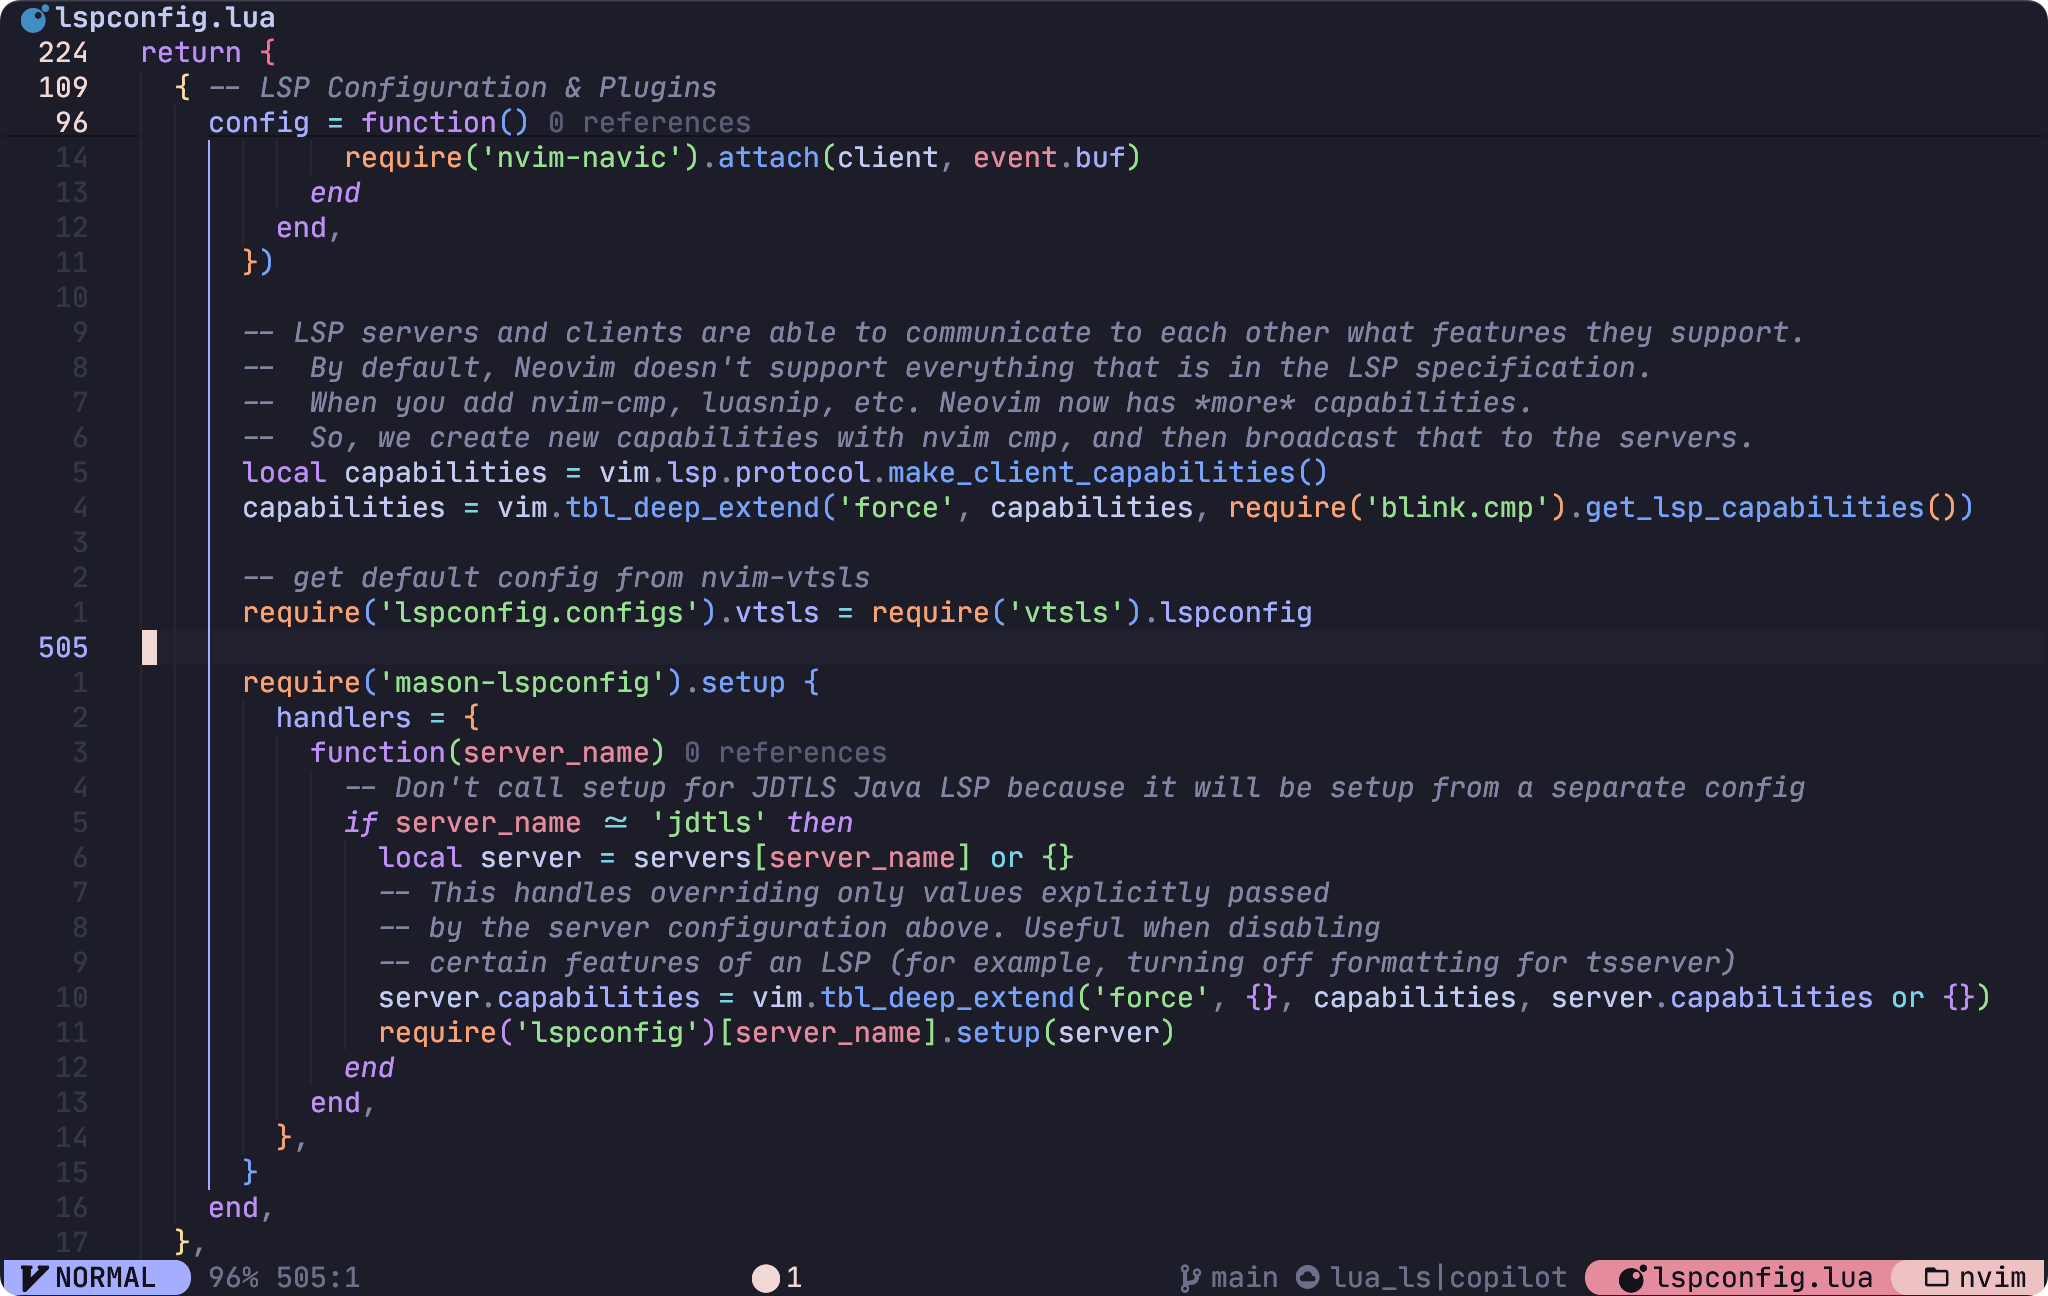 lspconfig.lua
224 return {
109 { -- LSP Configuration & Plugins
96 config = function() 0 references
14 require('nvim-navic').attach(client, event.buf)
13 end
12 end,
11 })
10
9 -- LSP servers and clients are able to communicate to each other what features they support.
8 --  By default, Neovim doesn't support everything that is in the LSP specification.
7 --  When you add nvim-cmp, luasnip, etc. Neovim now has *more* capabilities.
6 --  So, we create new capabilities with nvim cmp, and then broadcast that to the servers.
5 local capabilities = vim.lsp.protocol.make_client_capabilities()
4 capabilities = vim.tbl_deep_extend('force', capabilities, require('blink.cmp').get_lsp_capabilities())
3
2 -- get default config from nvim-vtsls
1 require('lspconfig.configs').vtsls = require('vtsls').lspconfig
505
1 require('mason-lspconfig').setup {
2 handlers = {
3 function(server_name) 0 references
4 -- Don't call setup for JDTLS Java LSP because it will be setup from a separate config
5 if server_name ~= 'jdtls' then
6 local server = servers[server_name] or {}
7 -- This handles overriding only values explicitly passed
8 -- by the server configuration above. Useful when disabling
9 -- certain features of an LSP (for example, turning off formatting for tsserver)
10 server.capabilities = vim.tbl_deep_extend('force', {}, capabilities, server.capabilities or {})
11 require('lspconfig')[server_name].setup(server)
12 end
13 end,
14 },
15 }
16 end,
17 },
NORMAL 96% 505:1 1 main lua_ls|copilot lspconfig.lua nvim